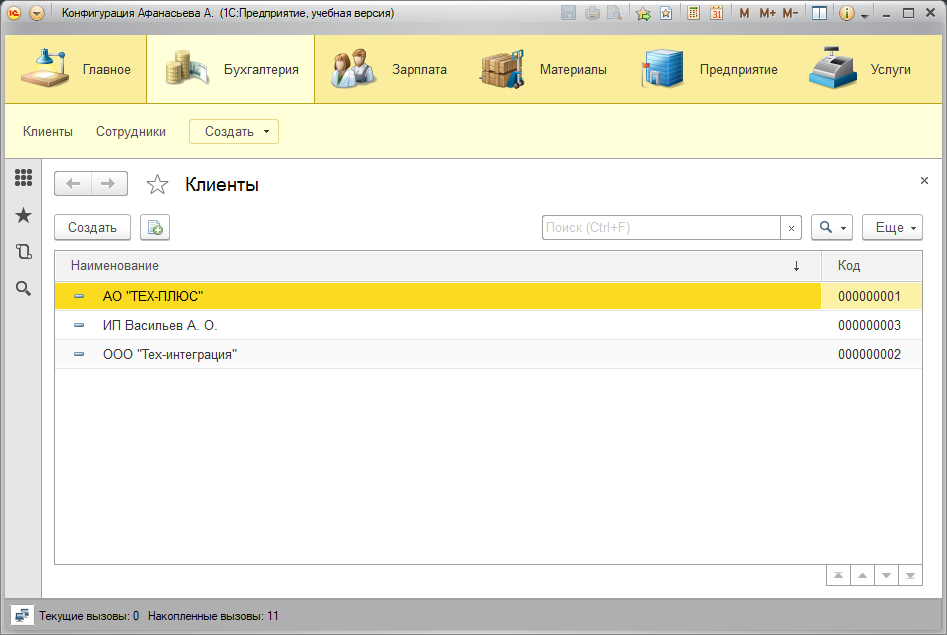 Конфигурация Афанасьева А. (1С:Предприятие, учебная версия)
31 M M+ M-
Главное Бухгалтерия Зарплата Материалы Предприятие Услуги
Клиенты Сотрудники Создать
Клиенты
Создать Поиск (Ctrl+F) Еще
Наименование Код
АО "ТЕХ-ПЛЮС" 000000001
ИП Васильев А. О. 000000003
ООО "Тех-интеграция" 000000002
Текущие вызовы: 0 Накопленные вызовы: 11